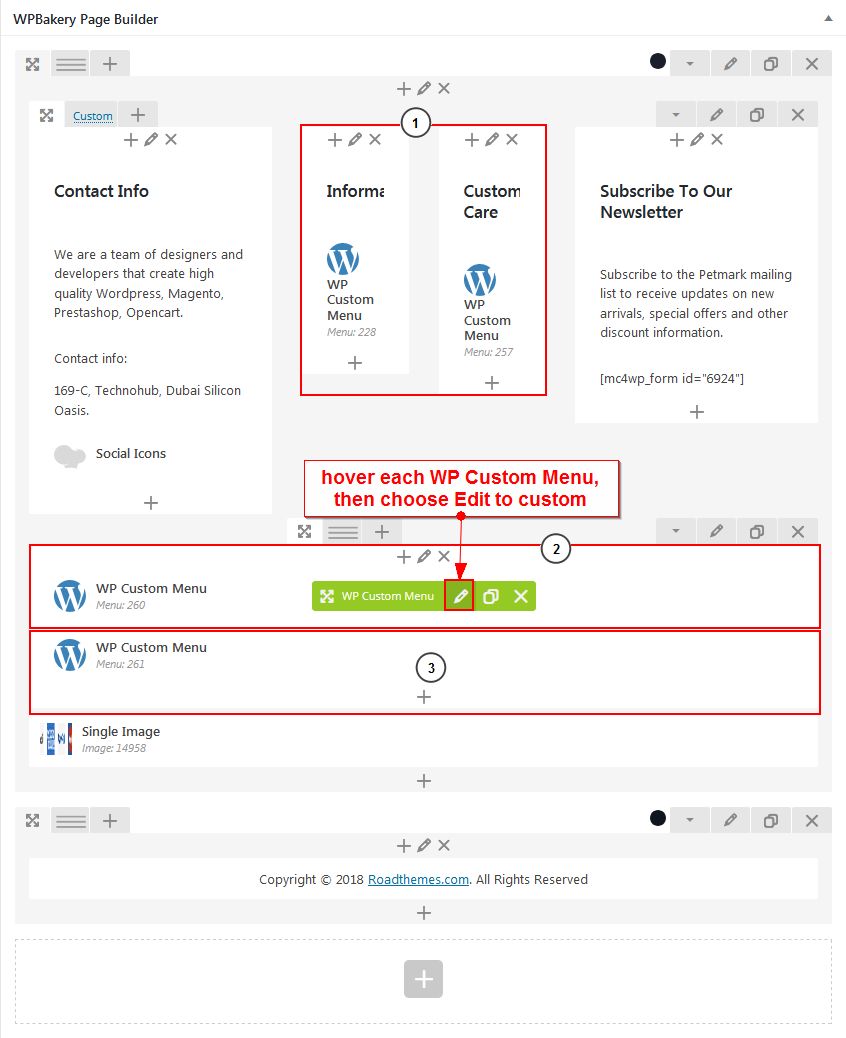 WPBakery Page Builder
Custom
1
Contact Info
We are a team of designers and
developers that create high
quality Wordpress, Magento,
Prestashop, Opencart.
Contact info:
169-C, Technohub, Dubai Silicon
Oasis.
Social Icons
Informa
WP
Custom
Menu
Menu: 228
Custom
Care
WP
Custom
Menu
Menu: 257
Subscribe To Our
Newsletter
Subscribe to the Petmark mailing
list to receive updates on new
arrivals, special offers and other
discount information.
[mc4wp_form id="6924"]
hover each WP Custom Menu,
then choose Edit to custom
2
WP Custom Menu
Menu: 260
WP Custom Menu
WP Custom Menu
Menu: 261
3
Single Image
Image: 14958
Copyright © 2018 Roadthemes.com. All Rights Reserved